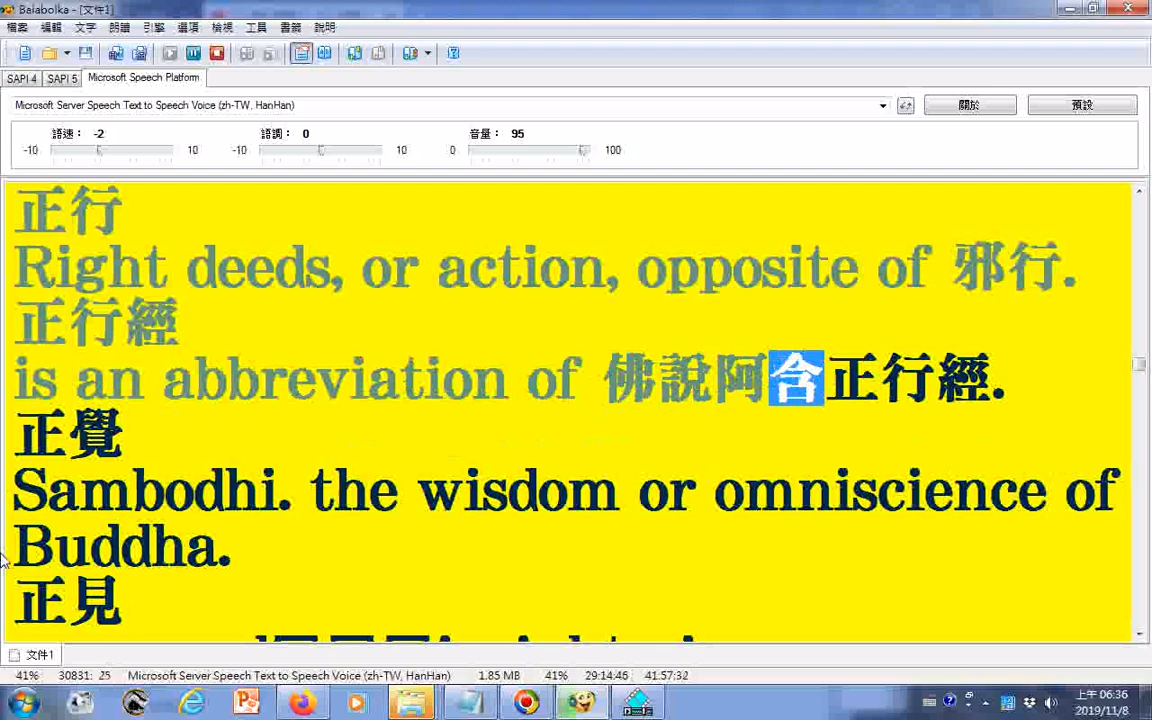 Balabolka - [文件1]
檔案 編輯 文字 朗讀 引擎 選項 檢視 工具 書籤 說明
SAPI 4 SAPI 5 Microsoft Speech Platform
Microsoft Server Speech Text to Speech Voice (zh-TW, HanHan) 關於 預設
語速： -2 語調： 0 音量： 95
-10 10 -10 10 0 100
正行
Right deeds, or action, opposite of 邪行.
正行經
is an abbreviation of 佛說阿含正行經.
正覺
Sambodhi. the wisdom or omniscience of
Buddha.
正見
文件1
41% 30831: 25 Microsoft Server Speech Text to Speech Voice (zh-TW, HanHan) 1.85 MB 41% 29:14:46 41:57:32
上午 06:36
2019/11/8